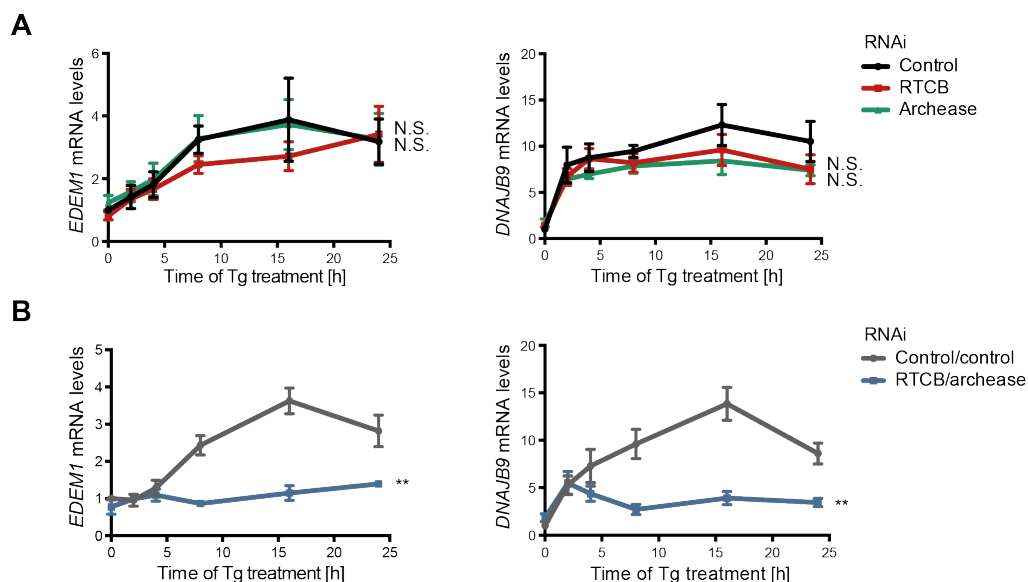 A
EDEM1 mRNA levels
6
4
2
0
0 5 10 15 20 25
Time of Tg treatment [h]
N.S.
N.S.
DNAJB9 mRNA levels
20
15
10
5
0
0 5 10 15 20 25
Time of Tg treatment [h]
N.S.
N.S.
RNAi
Control
RTCB
Archease
B
EDEM1 mRNA levels
5
4
3
2
1
0
0 5 10 15 20 25
Time of Tg treatment [h]
**
DNAJB9 mRNA levels
20
15
10
5
0
0 5 10 15 20 25
Time of Tg treatment [h]
**
RNAi
Control/control
RTCB/archease